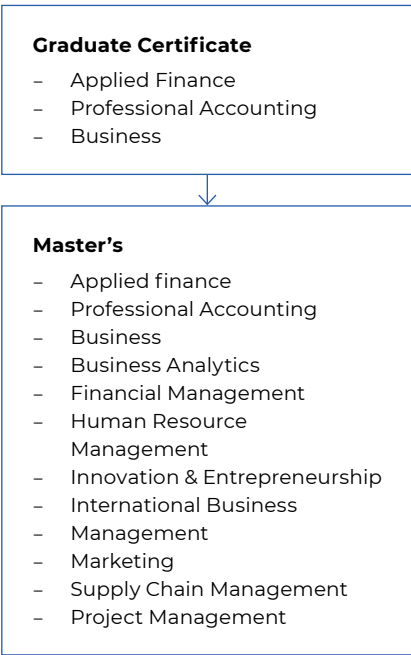 Graduate Certificate
– Applied Finance
– Professional Accounting
– Business
Master’s
– Applied finance
– Professional Accounting
– Business
– Business Analytics
– Financial Management
– Human Resource
Management
– Innovation & Entrepreneurship
– International Business
– Management
– Marketing
– Supply Chain Management
– Project Management